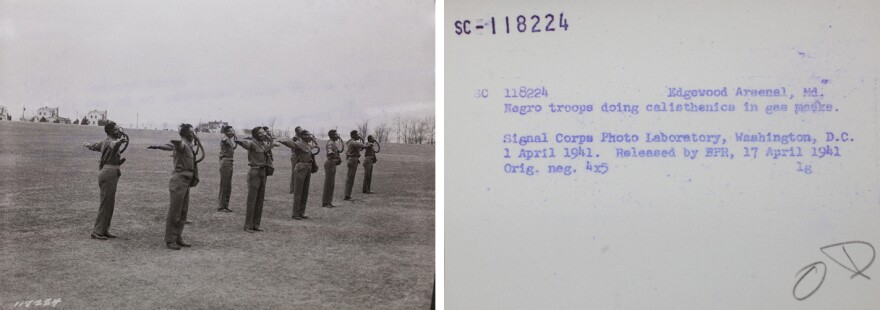 118224
SC-118224
SC 118224 Edgewood Arsenal, Md.
Negro troops doing calisthenics in gas masks.
Signal Corps Photo Laboratory, Washington, D.C.
1 April 1941. Released by BPR, 17 April 1941
Orig. neg. 4x5 lg
OD